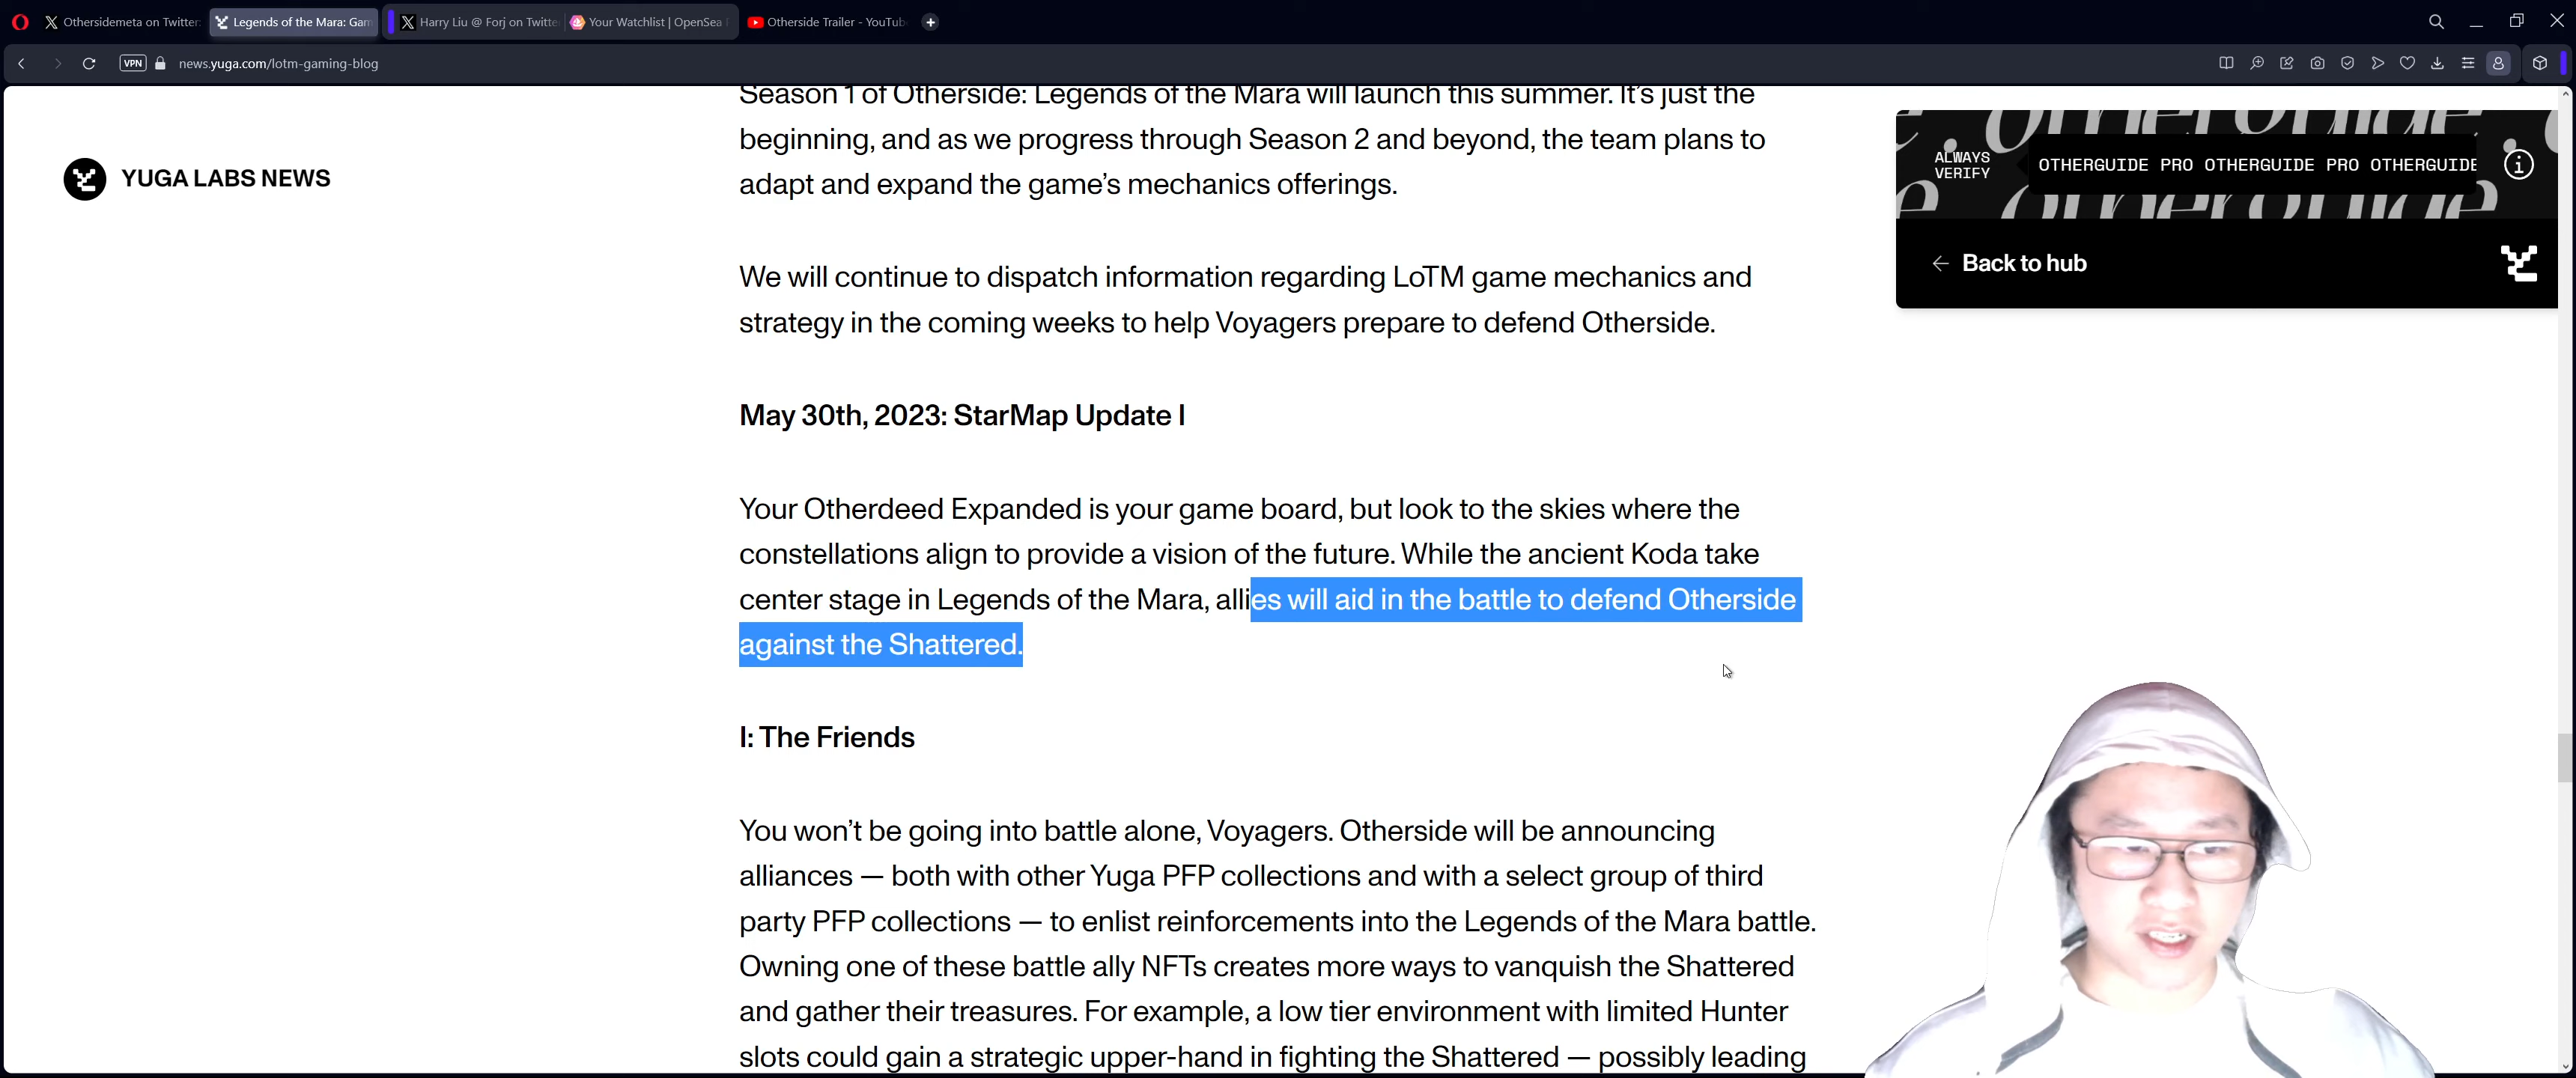 Othersidemeta on Twitter:
Legends of the Mara: Gam
Harry Liu @ Forj on Twitte
Your Watchlist | OpenSea
Otherside Trailer - YouTub
VPN
news.yuga.com/lotm-gaming-blog
Season 1 of Otherside: Legends of the Mara will launch this summer. It's just the
beginning, and as we progress through Season 2 and beyond, the team plans to
adapt and expand the game's mechanics offerings.
YUGA LABS NEWS
ALWAYS
VERIFY
OTHERGUIDE PRO OTHERGUIDE PRO OTHERGUIDE
Back to hub
We will continue to dispatch information regarding LoTM game mechanics and
strategy in the coming weeks to help Voyagers prepare to defend Otherside.
May 30th, 2023: StarMap Update I
Your Otherdeed Expanded is your game board, but look to the skies where the
constellations align to provide a vision of the future. While the ancient Koda take
center stage in Legends of the Mara, allies will aid in the battle to defend Otherside
against the Shattered.
I: The Friends
You won't be going into battle alone, Voyagers. Otherside will be announcing
alliances — both with other Yuga PFP collections and with a select group of third
party PFP collections — to enlist reinforcements into the Legends of the Mara battle.
Owning one of these battle ally NFTs creates more ways to vanquish the Shattered
and gather their treasures. For example, a low tier environment with limited Hunter
slots could gain a strategic upper-hand in fighting the Shattered — possibly leading